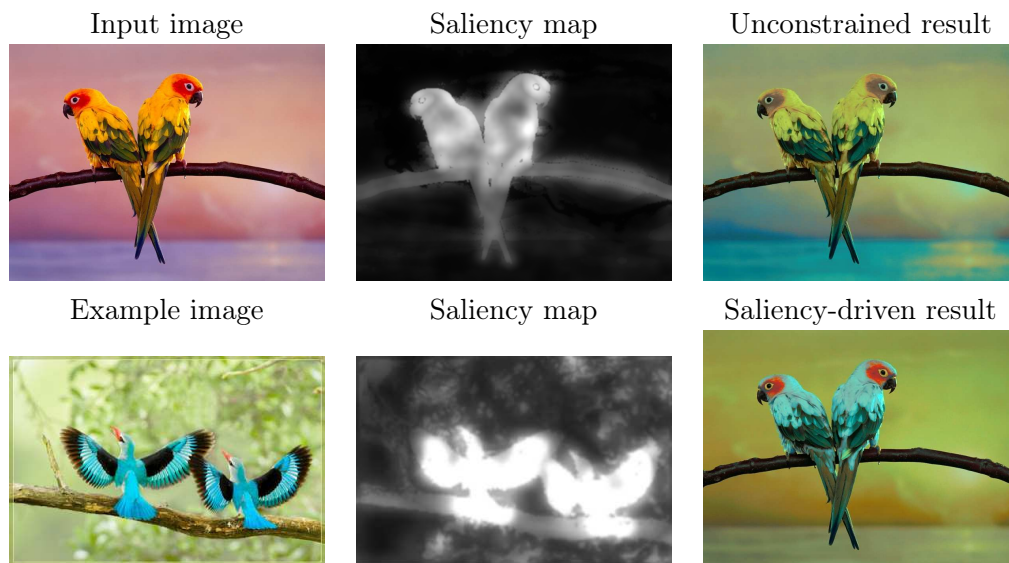 Input image
Saliency map
Unconstrained result
Example image
Saliency map
Saliency-driven result